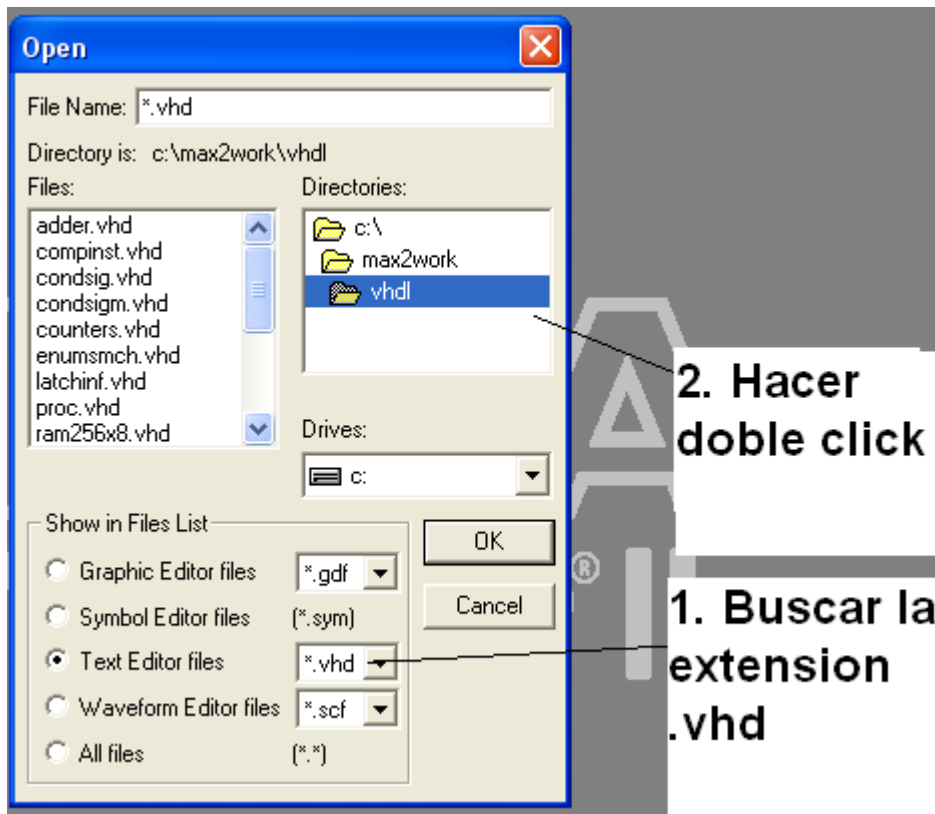 Open
File Name: *.vhd
Directory is: c:\max2work\vhdl
Files:
adder.vhd
compinst.vhd
condsig.vhd
condsigm.vhd
counters.vhd
enumsmch.vhd
latchinf.vhd
proc.vhd
ram256x8.vhd
Directories:
c:\
max2work
vhdl
Drives:
c:
Show in Files List
Graphic Editor files *.gdf
Symbol Editor files (*.sym)
Text Editor files *.vhd
Waveform Editor files *.scf
All files (*.*)
OK
Cancel
2. Hacer
doble click
1. Buscar la
extension
.vhd
®